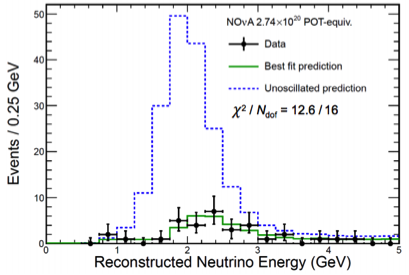 NOνA 2.74×10²⁰ POT-equiv.
Data
Best fit prediction
Unoscillated prediction
χ² / N_dof = 12.6 / 16
Events / 0.25 GeV
50
40
30
20
10
0
0 1 2 3 4 5
Reconstructed Neutrino Energy (GeV)